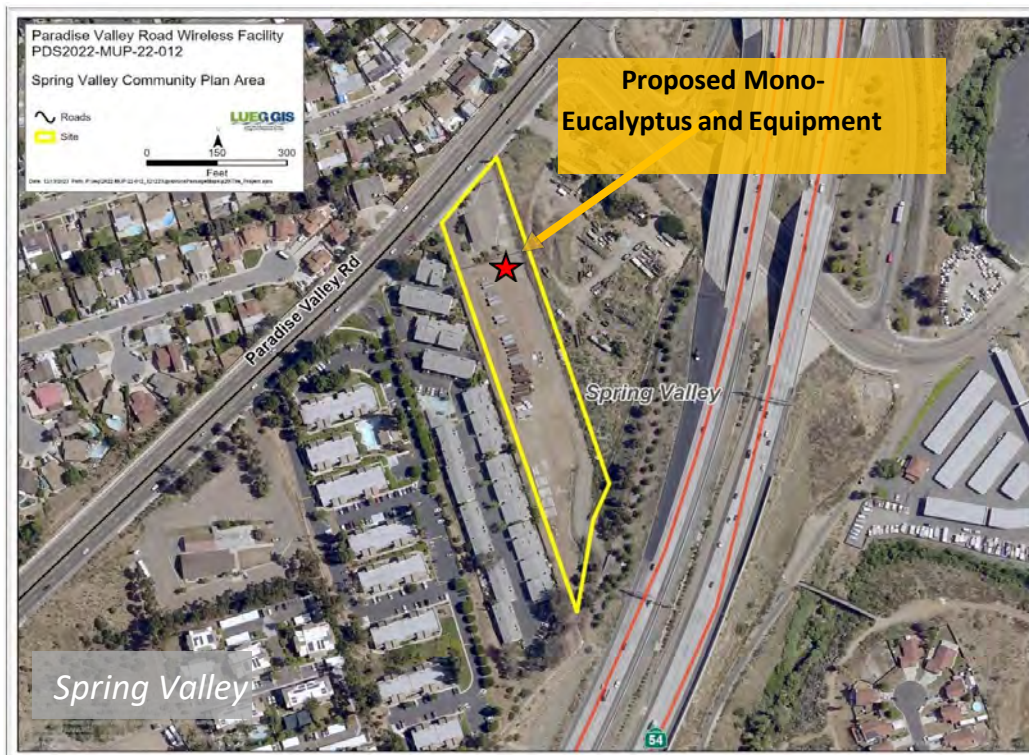 Paradise Valley Road Wireless Facility
PDS2022-MUP-22-012
Spring Valley Community Plan Area
Roads
Site
LUEG GIS
0 150 300
Feet
Proposed Mono-
Eucalyptus and Equipment
Paradise Valley Rd
Spring Valley
54
Spring Valley